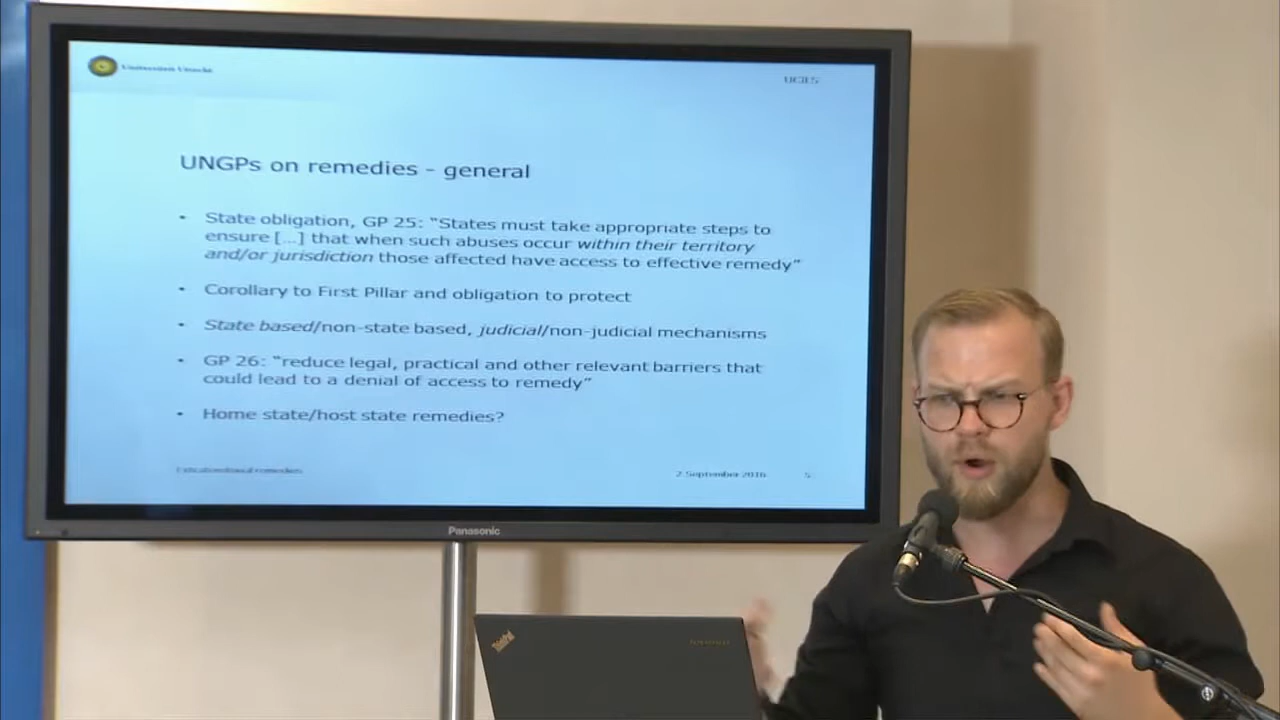 Universiteit Utrecht
UCJLS
UNGPs on remedies - general
• State obligation, GP 25: “States must take appropriate steps to
ensure […] that when such abuses occur within their territory
and/or jurisdiction those affected have access to effective remedy”
• Corollary to First Pillar and obligation to protect
• State based/non-state based, judicial/non-judicial mechanisms
• GP 26: “reduce legal, practical and other relevant barriers that
could lead to a denial of access to remedy”
• Home state/host state remedies?
2 September 2016
5
Panasonic
ThinkPad